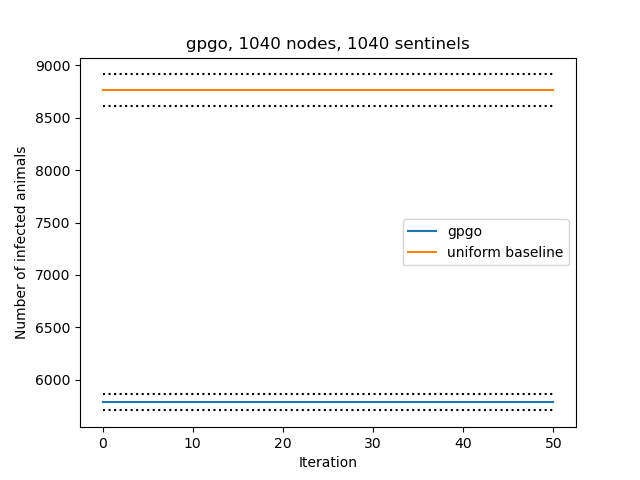 gpgo, 1040 nodes, 1040 sentinels
9000
8500
8000
7500
7000
6500
6000
Number of infected animals
gpgo
uniform baseline
0 10 20 30 40 50
Iteration